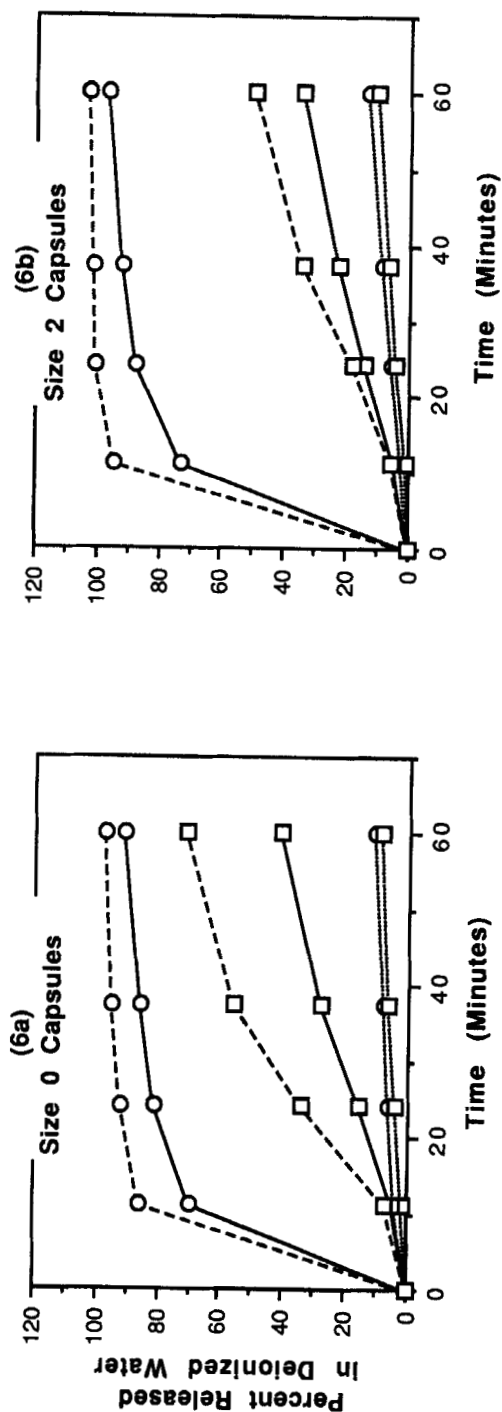 (6a)
Size 0 Capsules
Percent Released
in Deionized Water
120
100
80
60
40
20
0
0
20
40
60
Time (Minutes)
(6b)
Size 2 Capsules
120
100
80
60
40
20
0
0
20
40
60
Time (Minutes)